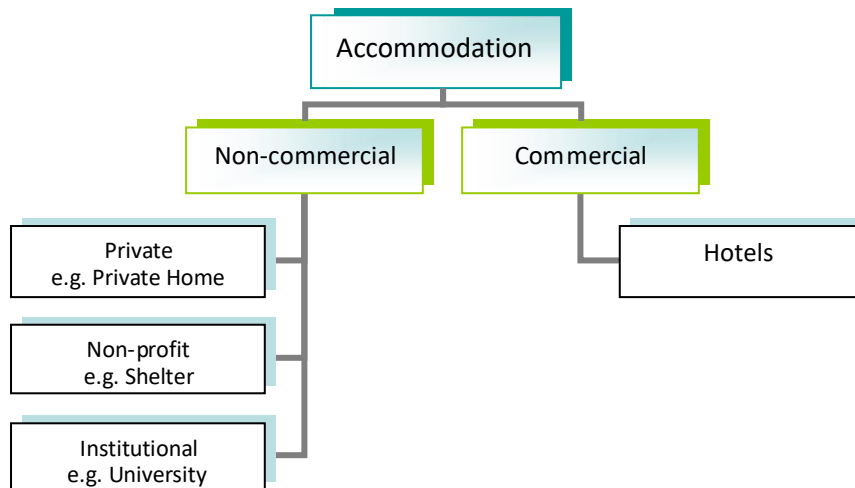 Accommodation
Non-commercial
Commercial
Private
e.g. Private Home
Hotels
Non-profit
e.g. Shelter
Institutional
e.g. University